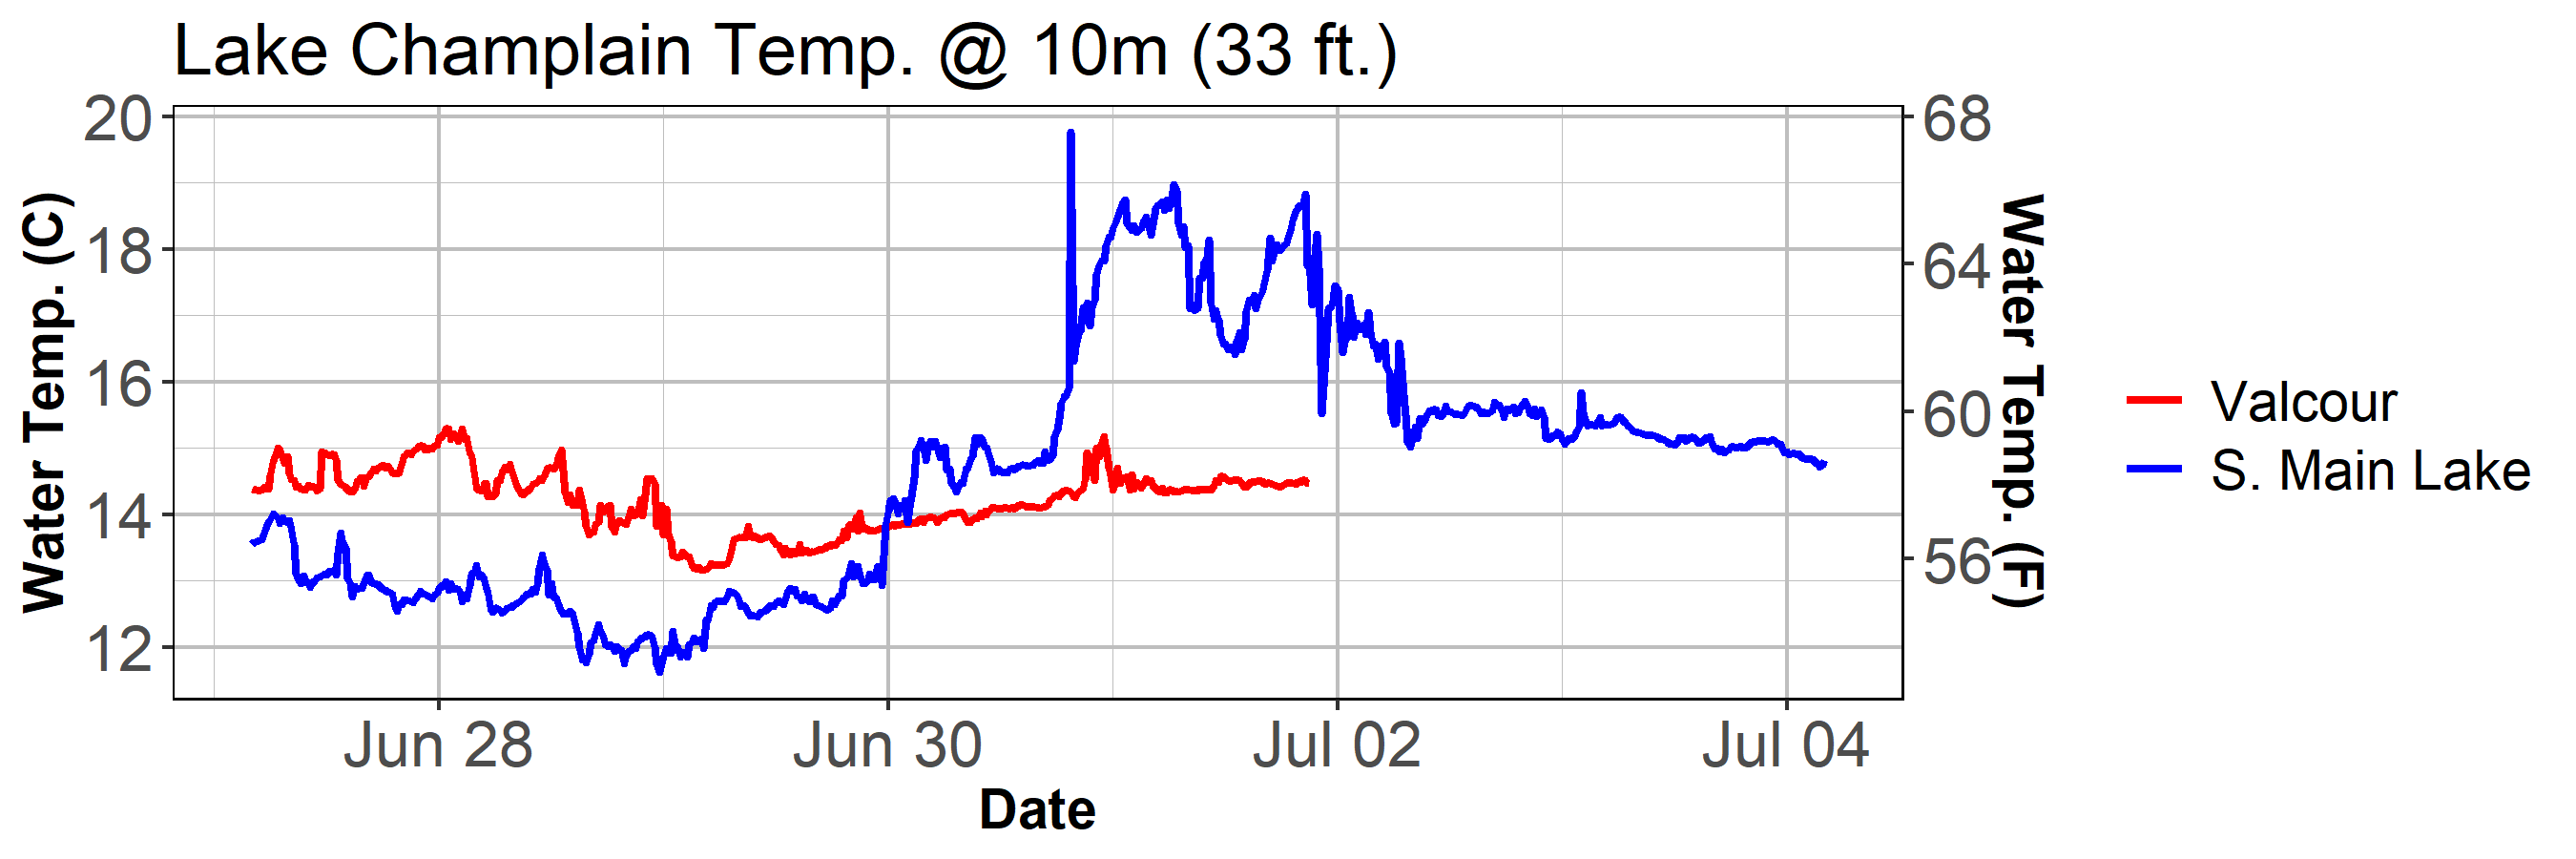 Lake Champlain Temp. @ 10m (33 ft.)
Water Temp. (C)
20
18
16
14
12
68
64
60
56
Water Temp. (F)
Jun 28
Jun 30
Jul 02
Jul 04
Date
Valcour
S. Main Lake